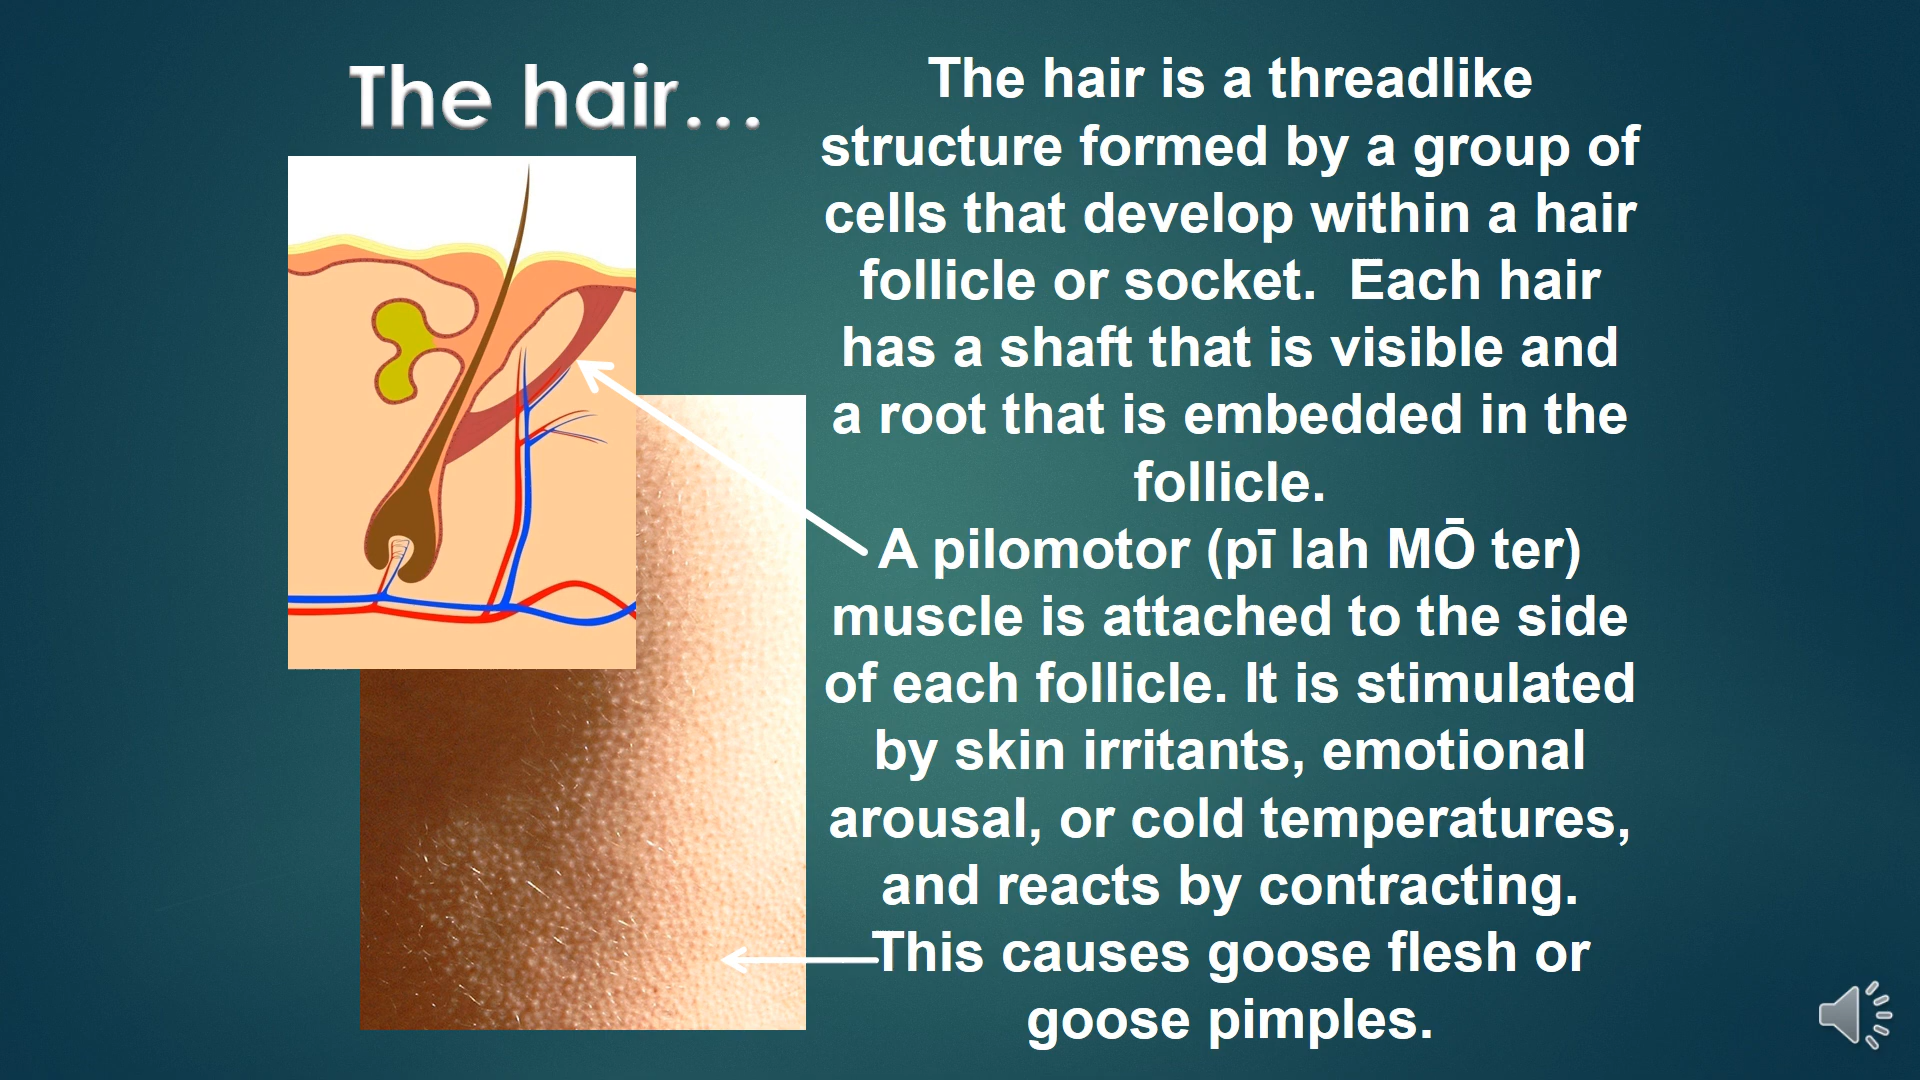 The hair…
The hair is a threadlike
structure formed by a group of
cells that develop within a hair
follicle or socket.  Each hair
has a shaft that is visible and
a root that is embedded in the
follicle.
A pilomotor (pī lah MŌ ter)
muscle is attached to the side
of each follicle. It is stimulated
by skin irritants, emotional
arousal, or cold temperatures,
and reacts by contracting.
This causes goose flesh or
goose pimples.